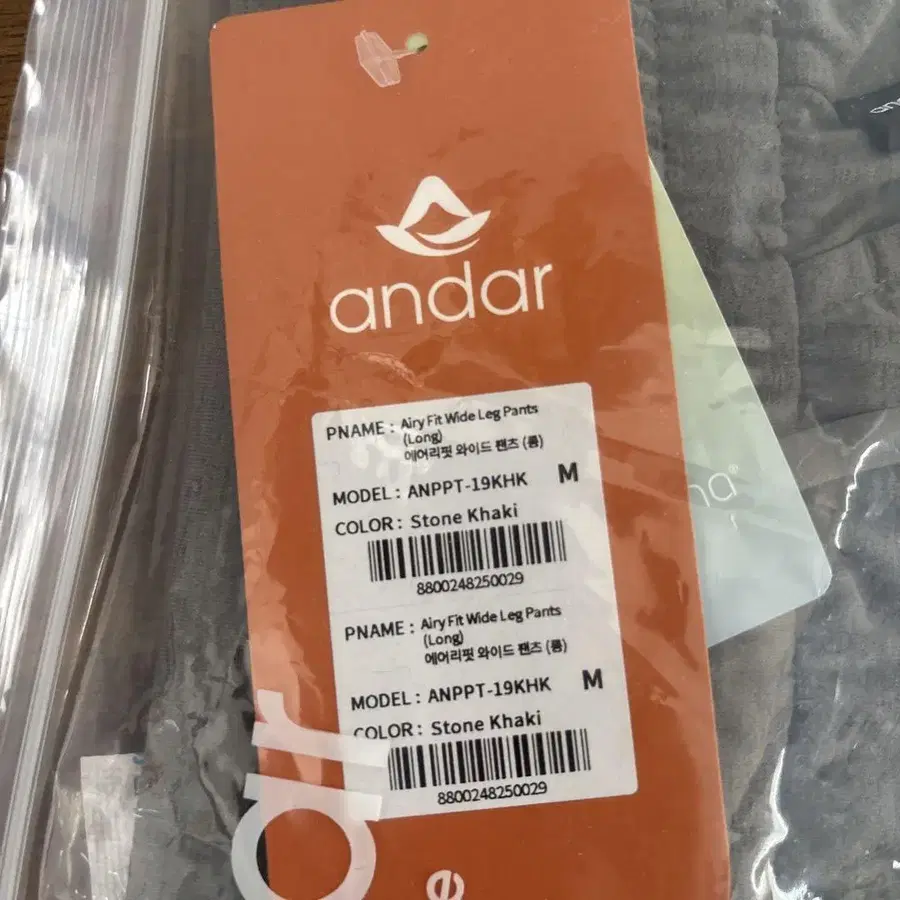 andar
PNAME : Airy Fit Wide Leg Pants
(Long)
에어리핏 와이드 팬츠 (롱)
MODEL : ANPPT-19KHK M
COLOR : Stone Khaki
8800248250029
PNAME : Airy Fit Wide Leg Pants
(Long)
에어리핏 와이드 팬츠 (롱)
MODEL : ANPPT-19KHK M
COLOR : Stone Khaki
8800248250029
ar
e
na®